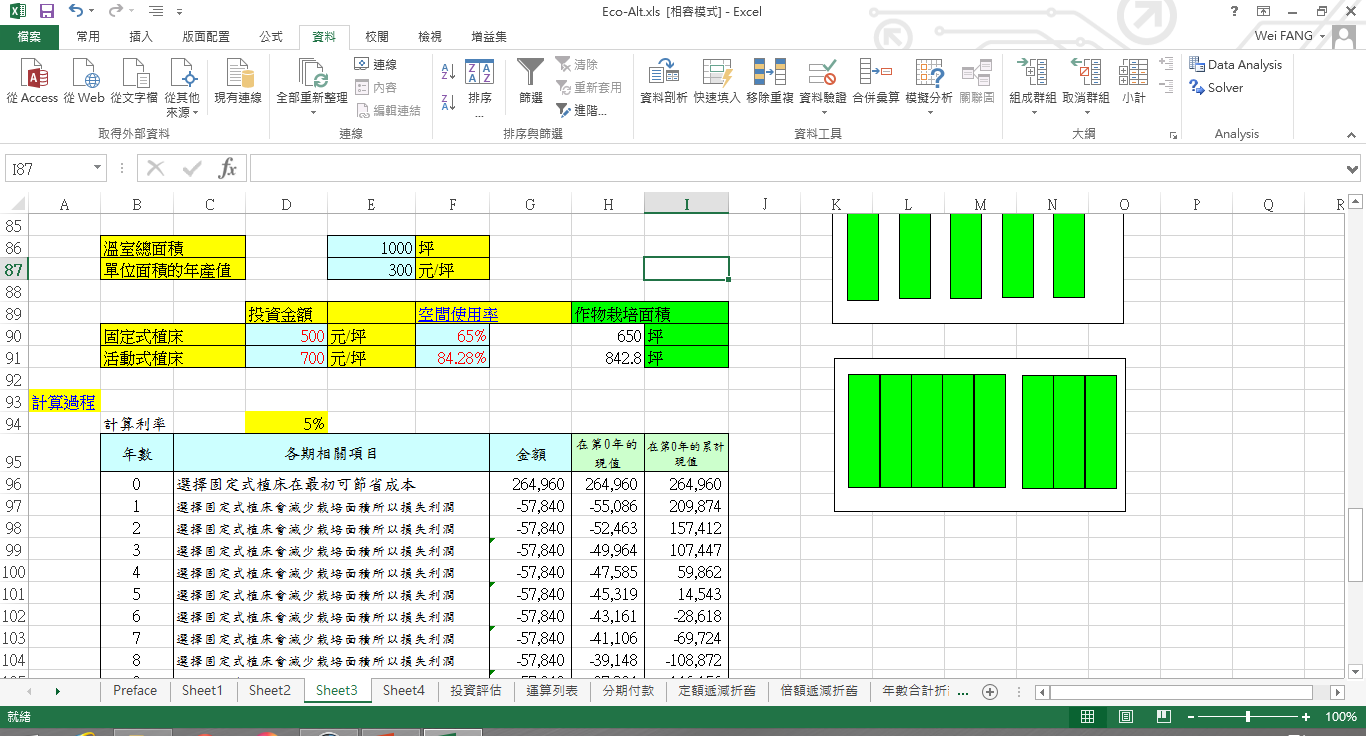 Eco-Alt.xls [相容模式] - Excel
檔案 常用 插入 版面配置 公式 資料 校閱 檢視 增益集 Wei FANG
從 Access 從 Web 從文字檔 從其他來源 現有連線 全部重新整理 連線 內容 編輯連結 排序... 篩選 清除 重新套用 進階... 資料剖析 快速填入 移除重複 資料驗證 合併彙算 模擬分析 關聯圖 組成群組 取消群組 小計 Data Analysis Solver
取得外部資料 連線 排序與篩選 資料工具 大綱 Analysis
I87 fx
A B C D E F G H I J K L M N O P Q R
85
86 溫室總面積 1000 坪
87 單位面積的年產值 300 元/坪
88
89 投資金額 空間使用率 作物栽培面積
90 固定式植床 500 元/坪 65% 650 坪
91 活動式植床 700 元/坪 84.28% 842.8 坪
92
93 計算過程
94 計算利率 5%
95 年數 各期相關項目 金額 在第0年的現值 在第0年的累計現值
96 0 選擇固定式植床在最初可節省成本 264,960 264,960 264,960
97 1 選擇固定式植床會減少栽培面積所以損失利潤 -57,840 -55,086 209,874
98 2 選擇固定式植床會減少栽培面積所以損失利潤 -57,840 -52,463 157,412
99 3 選擇固定式植床會減少栽培面積所以損失利潤 -57,840 -49,964 107,447
100 4 選擇固定式植床會減少栽培面積所以損失利潤 -57,840 -47,585 59,862
101 5 選擇固定式植床會減少栽培面積所以損失利潤 -57,840 -45,319 14,543
102 6 選擇固定式植床會減少栽培面積所以損失利潤 -57,840 -43,161 -28,618
103 7 選擇固定式植床會減少栽培面積所以損失利潤 -57,840 -41,106 -69,724
104 8 選擇固定式植床會減少栽培面積所以損失利潤 -57,840 -39,148 -108,872
Preface Sheet1 Sheet2 Sheet3 Sheet4 投資評估 運算列表 分期付款 定額遞減折舊 倍額遞減折舊 年數合計折 ...
就緒 100%